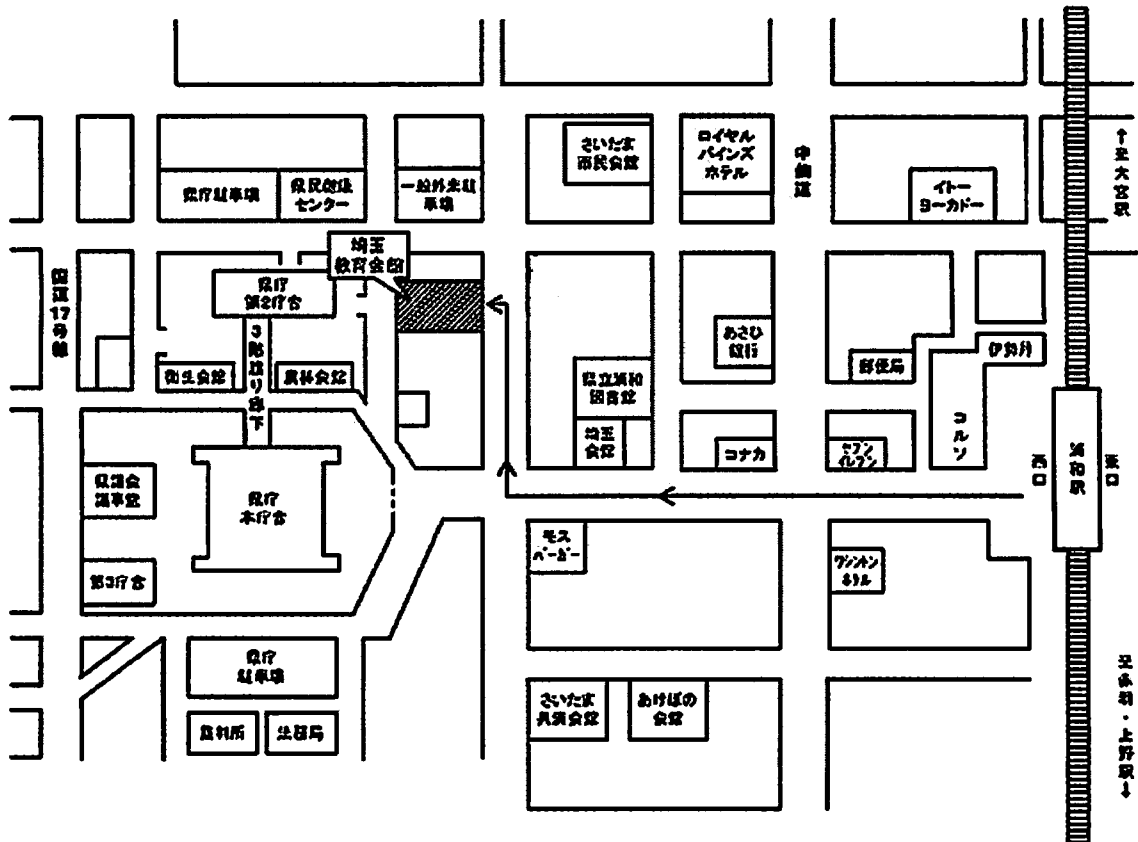 さいたま
市民会館
ロイヤル
パインズ
ホテル
中仙道
イトー
ヨーカドー
↑至大宮駅
県庁駐車場
県民健康
センター
一般外来駐
車場
埼玉
教育会館
国道17号線
県庁
第2庁舎
3階渡り廊下
衛生会館
農林会館
県立浦和
図書館
埼玉
会館
あさひ
銀行
郵便局
伊勢丹
コルソ
コナカ
セブン
イレブン
西口
浦和駅
東口
県議会
議事堂
県庁
本庁舎
第3庁舎
モス
バーガー
ワシントン
ホテル
県庁
駐車場
裁判所
さいたま
共済会館
あけぼの
会館
至赤羽・上野駅↓